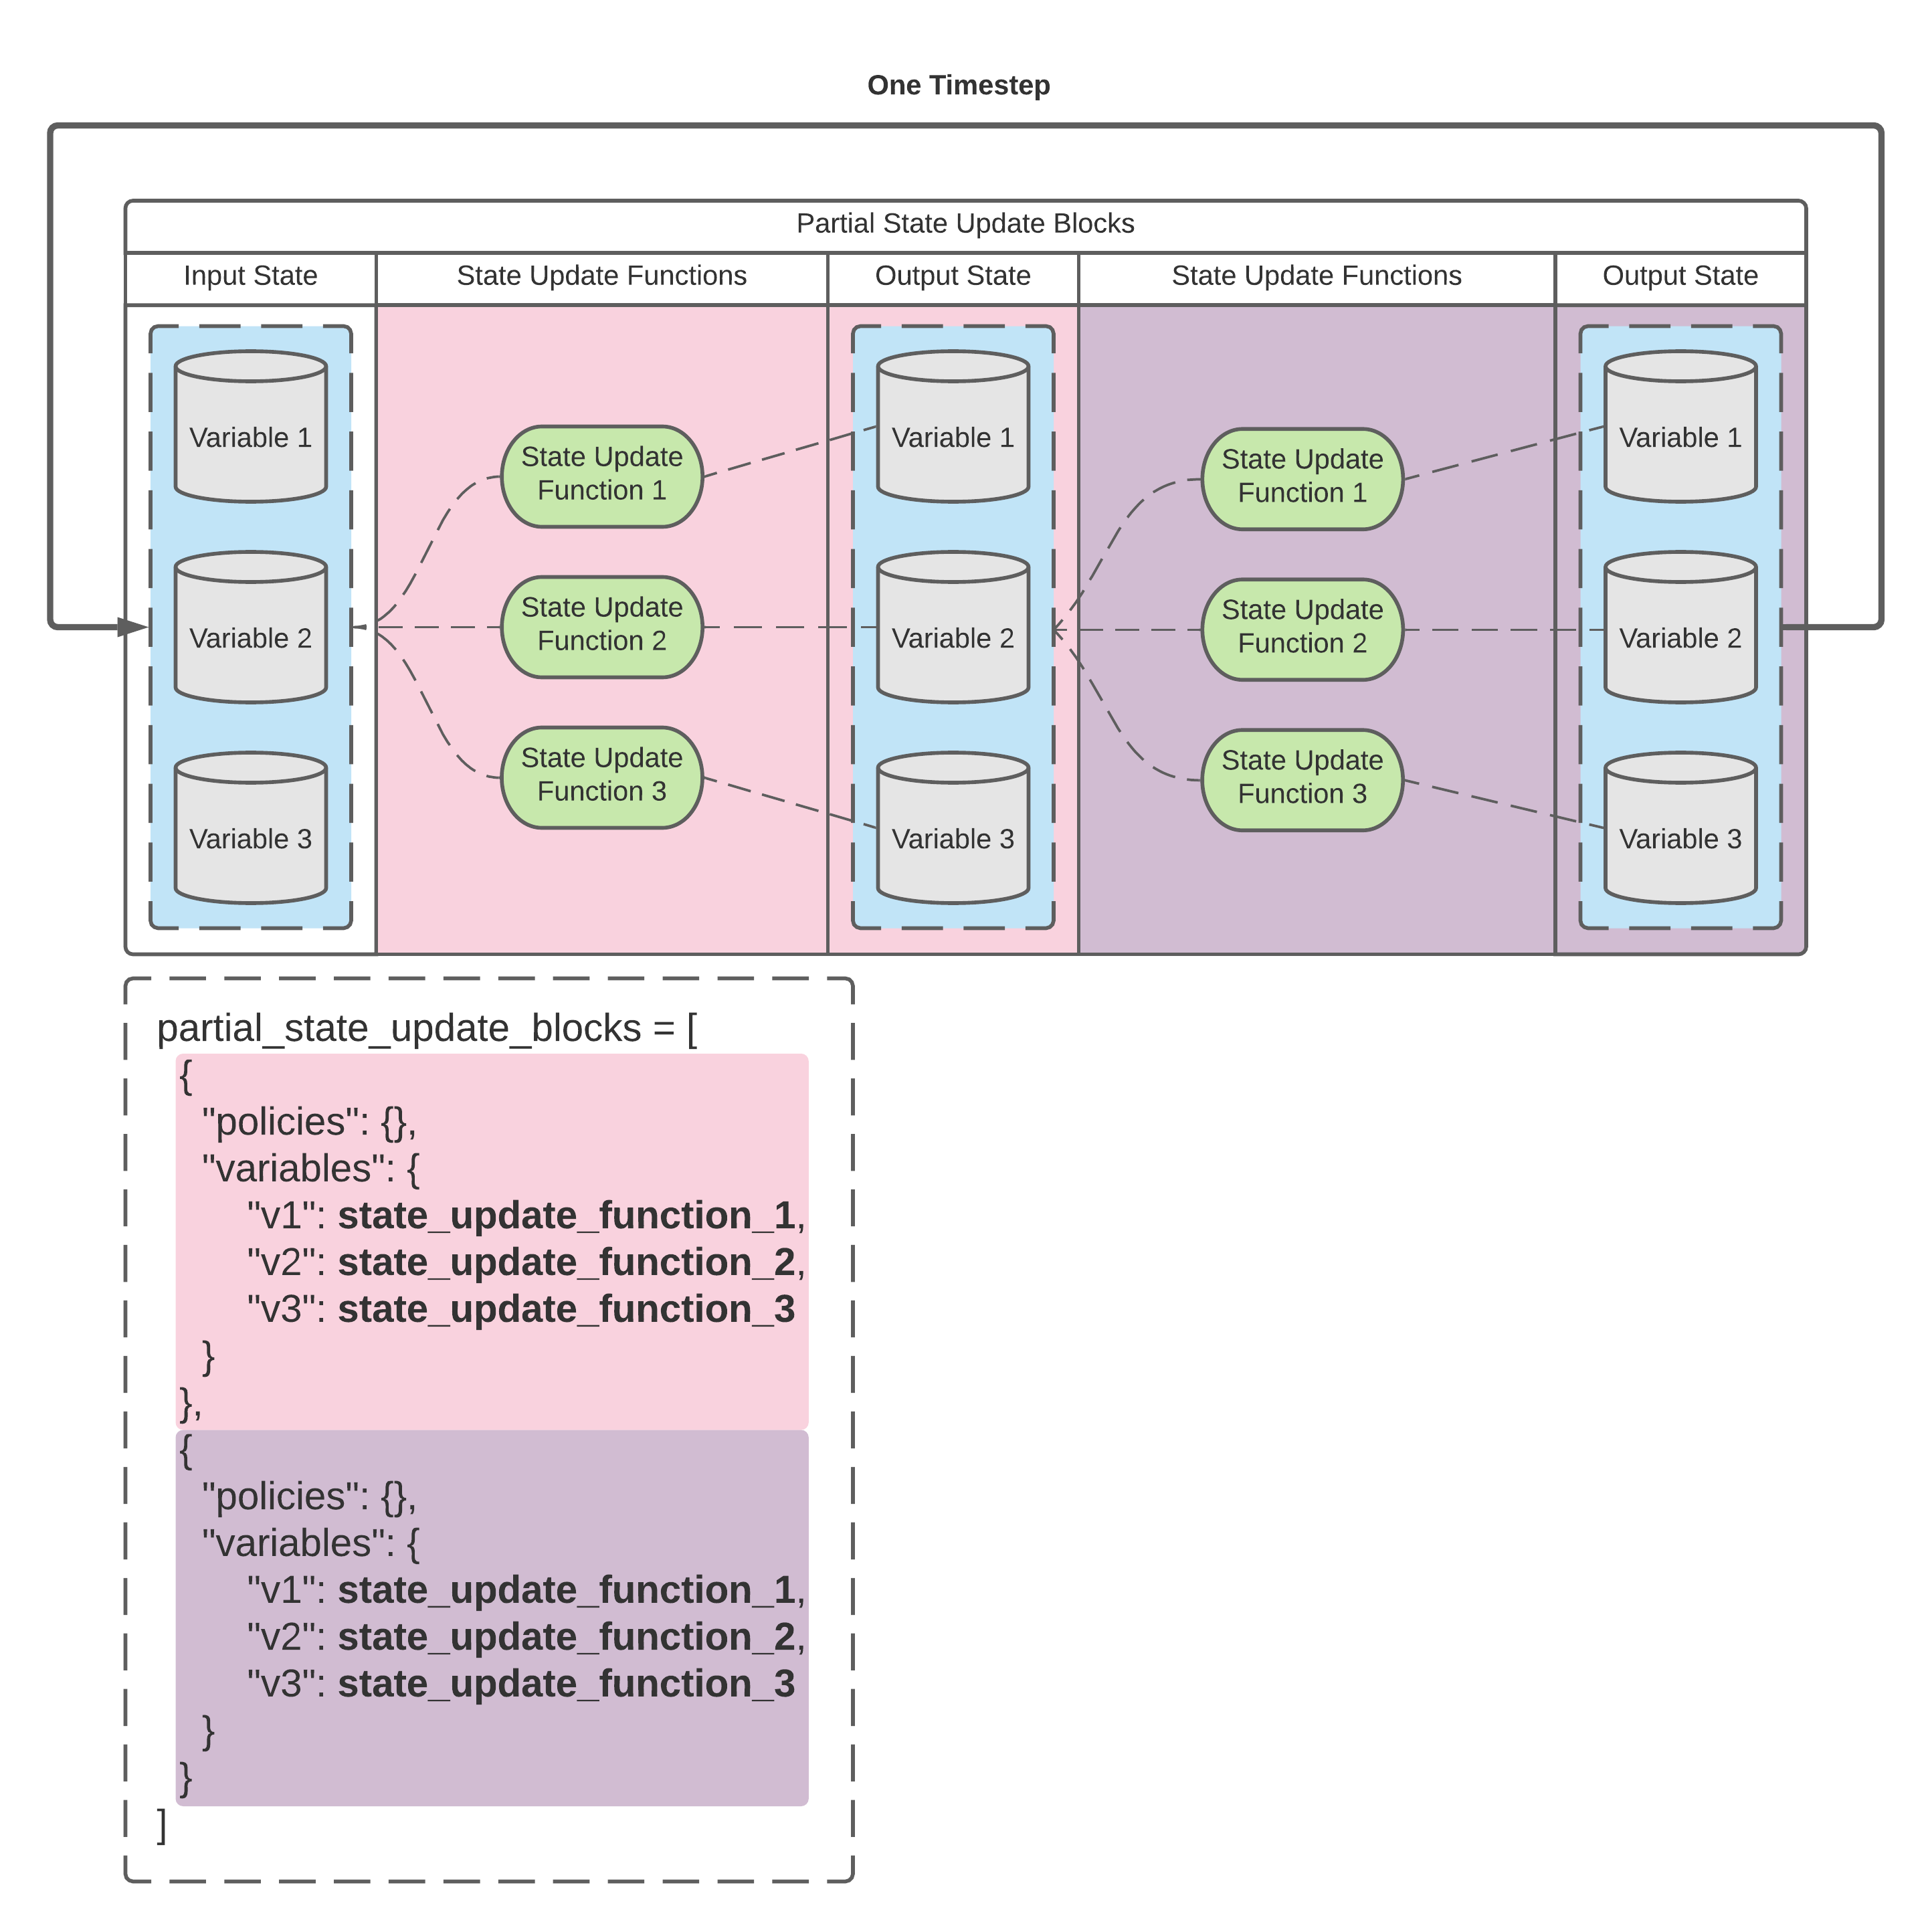 One Timestep
Partial State Update Blocks
Input State
State Update Functions
Output State
State Update Functions
Output State
Variable 1
Variable 2
Variable 3
State Update
Function 1
State Update
Function 2
State Update
Function 3
Variable 1
Variable 2
Variable 3
State Update
Function 1
State Update
Function 2
State Update
Function 3
Variable 1
Variable 2
Variable 3
partial_state_update_blocks = [
{
"policies": {},
"variables": {
"v1": state_update_function_1,
"v2": state_update_function_2,
"v3": state_update_function_3
}
},
{
"policies": {},
"variables": {
"v1": state_update_function_1,
"v2": state_update_function_2,
"v3": state_update_function_3
}
}
]